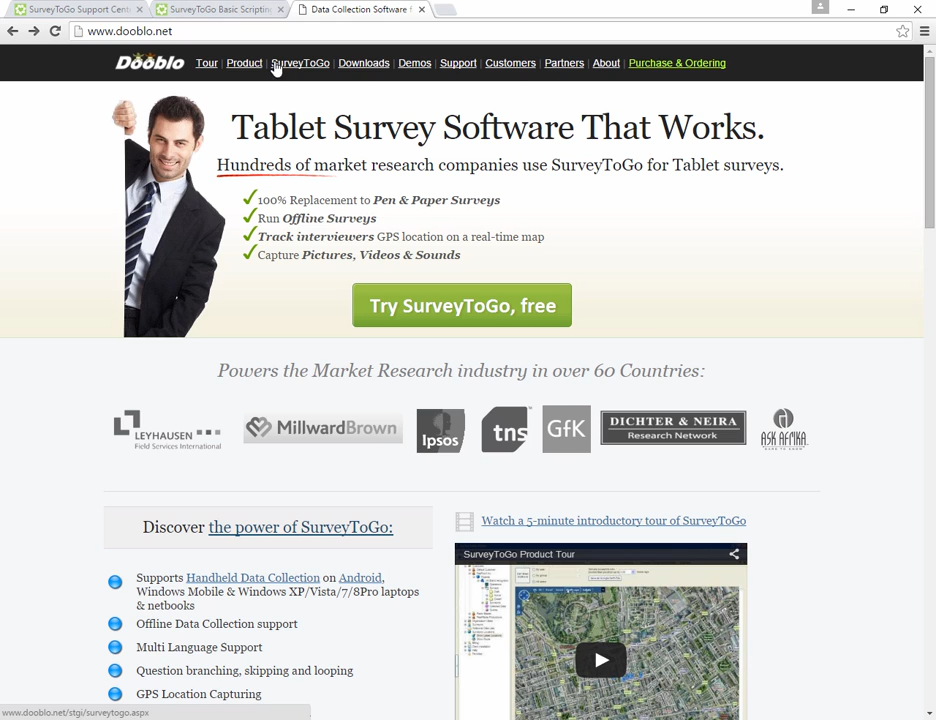 SurveyToGo Support Cent
SurveyToGo Basic Scripting
Data Collection Software f
www.dooblo.net
Dooblo
Tour | Product | SurveyToGo | Downloads | Demos | Support | Customers | Partners | About | Purchase & Ordering
Tablet Survey Software That Works.
Hundreds of market research companies use SurveyToGo for Tablet surveys.
100% Replacement to Pen & Paper Surveys
Run Offline Surveys
Track interviewers GPS location on a real-time map
Capture Pictures, Videos & Sounds
Try SurveyToGo, free
Powers the Market Research industry in over 60 Countries:
LEYHAUSEN
Field Services International
MillwardBrown
Ipsos
tns
GfK
DICHTER & NEIRA
Research Network
ASK AFRIKA
Discover the power of SurveyToGo:
Watch a 5-minute introductory tour of SurveyToGo
SurveyToGo Product Tour
Supports Handheld Data Collection on Android,
Windows Mobile & Windows XP/Vista/7/8Pro laptops
& netbooks
Offline Data Collection support
Multi Language Support
Question branching, skipping and looping
GPS Location Capturing
www.dooblo.net/stgi/surveytogo.aspx